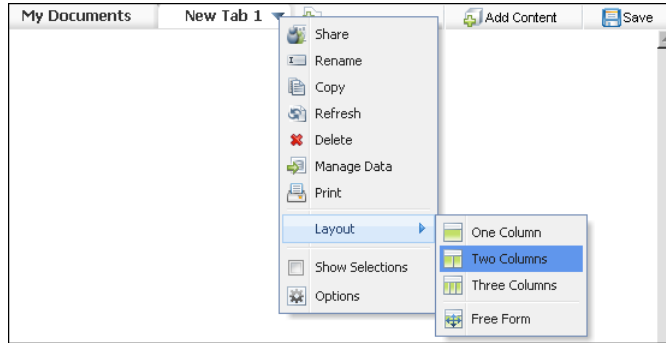 My Documents
New Tab 1
Add Content
Save
Share
Rename
Copy
Refresh
Delete
Manage Data
Print
Layout
Show Selections
Options
One Column
Two Columns
Three Columns
Free Form